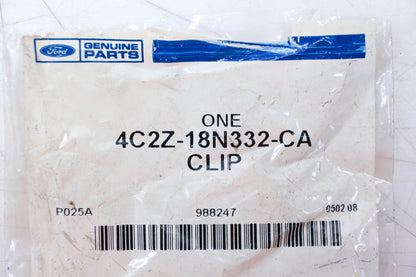 Ford
GENUINE
PARTS
ONE
4C2Z-18N332-CA
CLIP
P025A 988247 050208